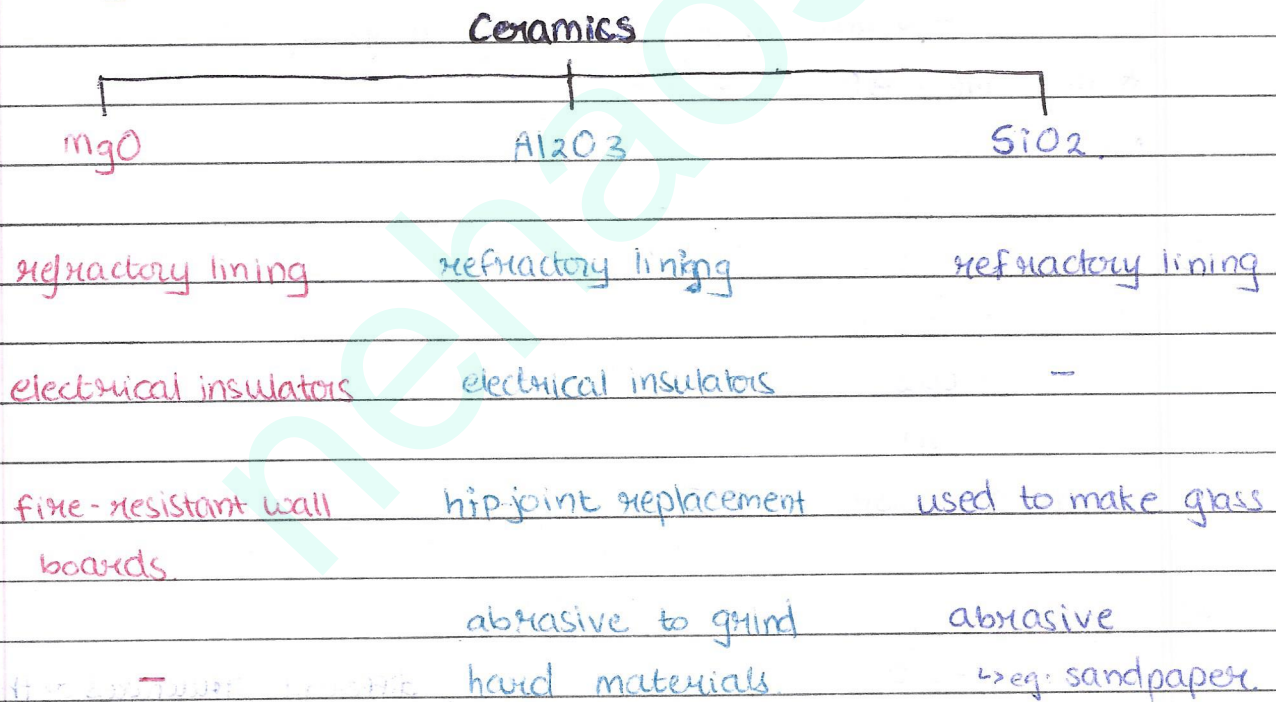 Ceramics
MgO Al2O3 SiO2.
refractory lining refractory lining refractory lining
electrical insulators electrical insulators -
fire-resistant wall hip-joint replacement used to make glass
boards.
abrasive to grind abrasive
- hard materials. ↳eg. sandpaper.